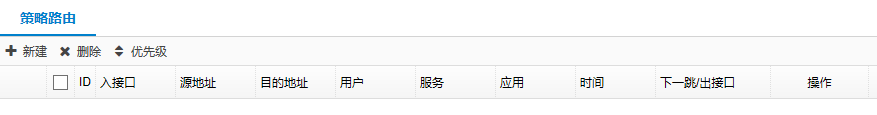 策略路由
新建 删除 优先级
ID 入接口 源地址 目的地址 用户 服务 应用 时间 下一跳/出接口 操作